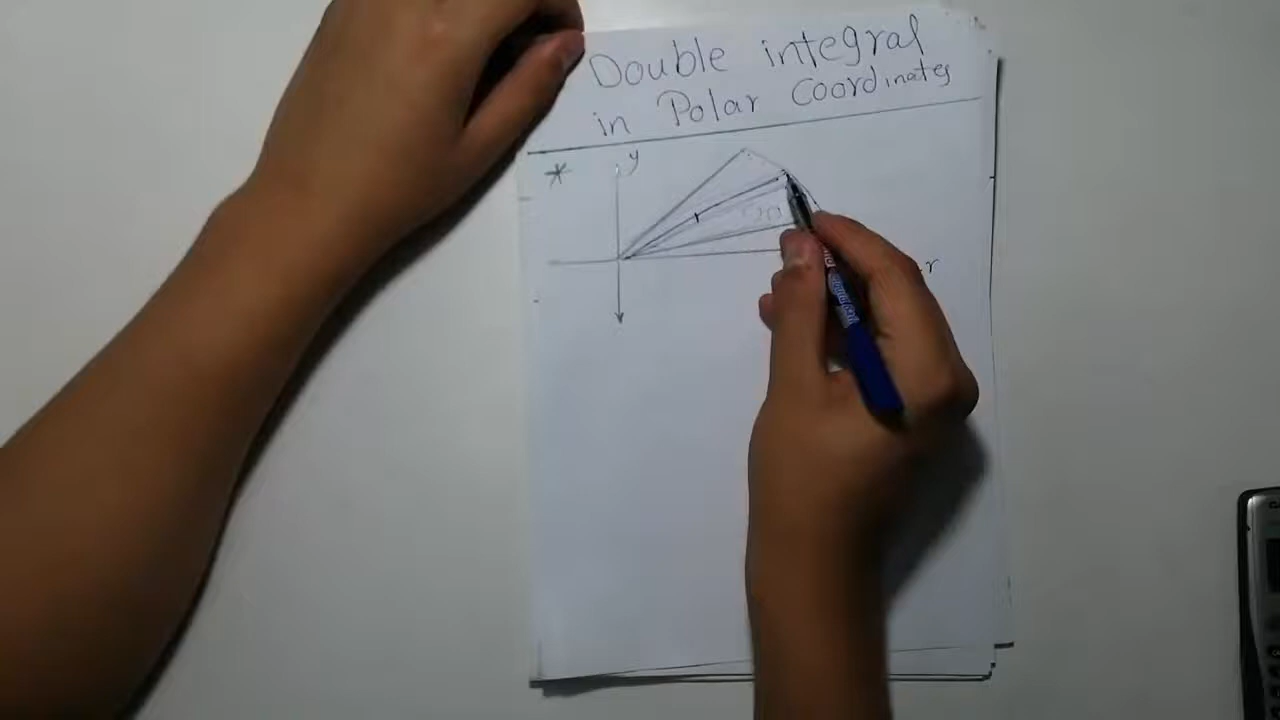 Double integral
in Polar Coordinates
* y
r